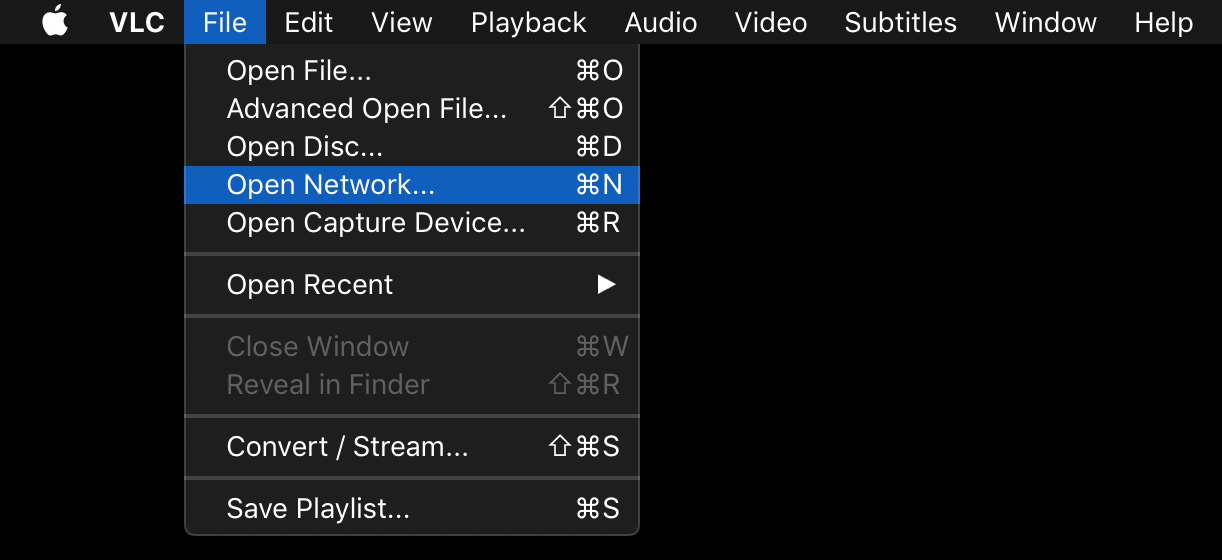 VLC File Edit View Playback Audio Video Subtitles Window Help
Open File... ⌘O
Advanced Open File... ⇧⌘O
Open Disc... ⌘D
Open Network... ⌘N
Open Capture Device... ⌘R
Open Recent ▶
Close Window ⌘W
Reveal in Finder ⇧⌘R
Convert / Stream... ⇧⌘S
Save Playlist... ⌘S